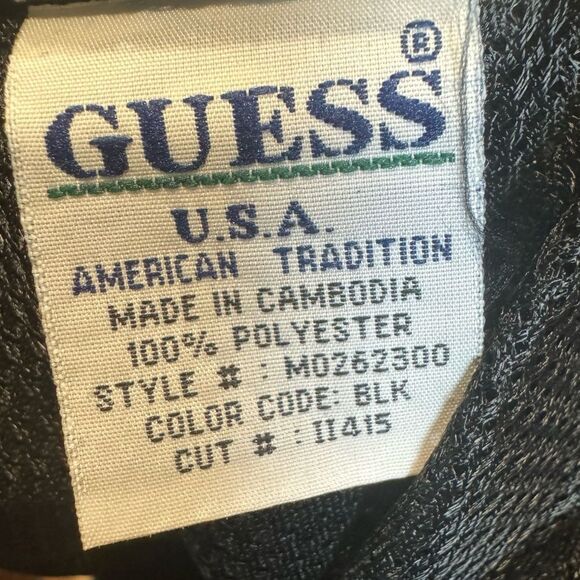 GUESS®
U.S.A.
AMERICAN TRADITION
MADE IN CAMBODIA
100% POLYESTER
STYLE # : M0262300
COLOR CODE: BLK
CUT # : 11415